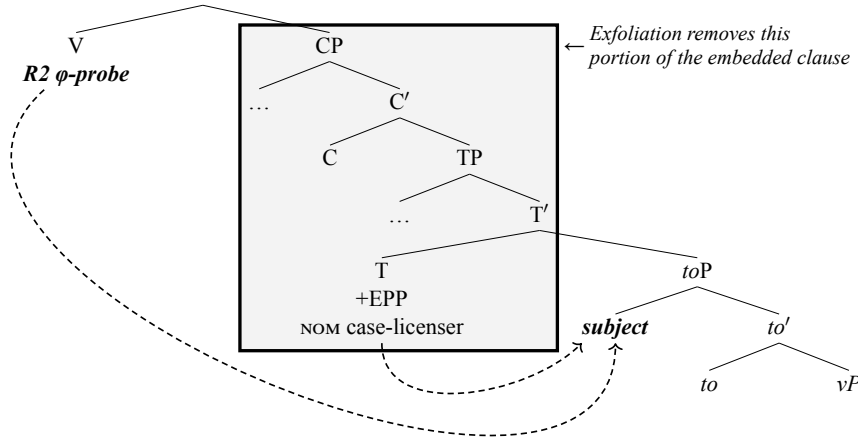 V
CP
← Exfoliation removes this
portion of the embedded clause
R2 φ-probe
…
C′
C
TP
…
T′
T
toP
+EPP
NOM case-licenser
subject
to′
to
vP